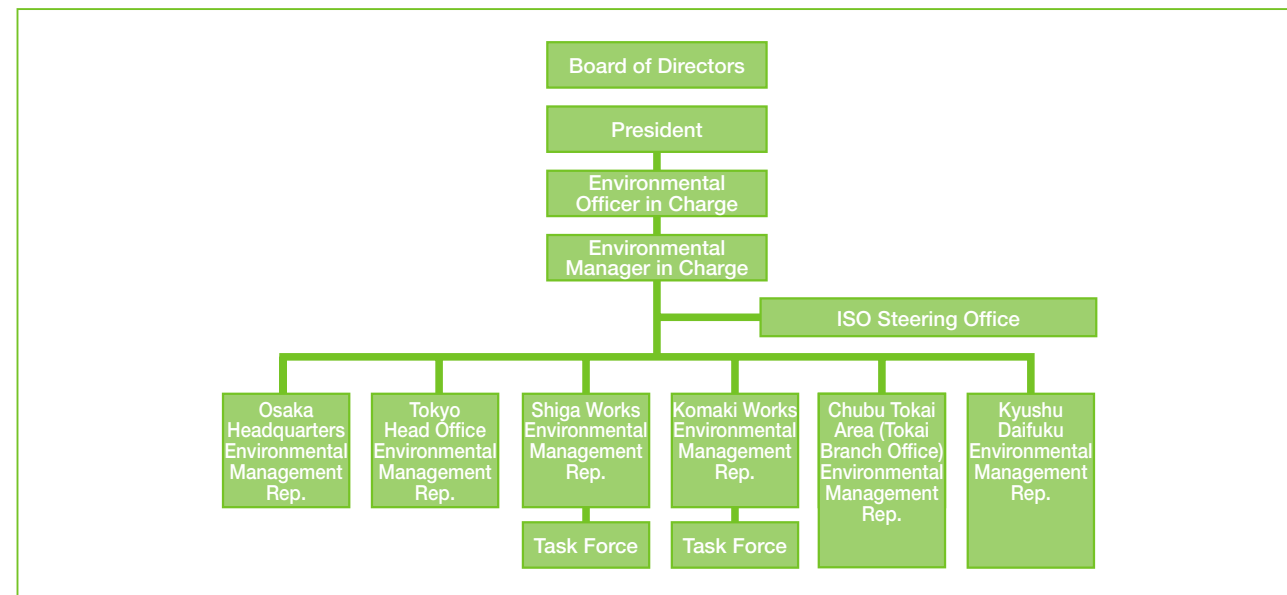 Board of Directors
President
Environmental
Officer in Charge
Environmental
Manager in Charge
ISO Steering Office
Osaka
Headquarters
Environmental
Management
Rep.
Tokyo
Head Office
Environmental
Management
Rep.
Shiga Works
Environmental
Management
Rep.
Komaki Works
Environmental
Management
Rep.
Chubu Tokai
Area (Tokai
Branch Office)
Environmental
Management
Rep.
Kyushu
Daifuku
Environmental
Management
Rep.
Task Force
Task Force